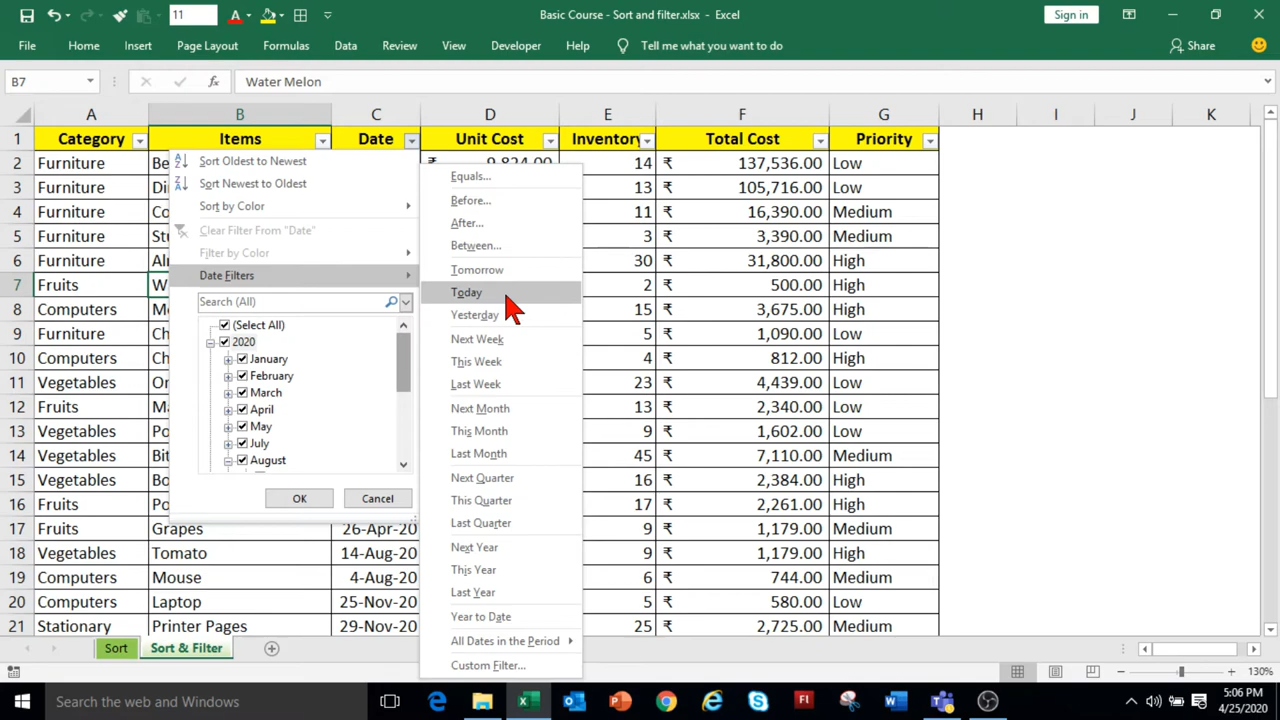 11 A Basic Course - Sort and filter.xlsx - Excel Sign in
File Home Insert Page Layout Formulas Data Review View Developer Help Tell me what you want to do Share
B7 fx Water Melon
A B C D E F G H I J K
1 Category Items Date Unit Cost Inventory Total Cost Priority
2 Furniture Be ₹ 9,824.00 14 ₹ 137,536.00 Low
3 Furniture Di 13 ₹ 105,716.00 Low
4 Furniture Co 11 ₹ 16,390.00 Medium
5 Furniture Stu 3 ₹ 3,390.00 Medium
6 Furniture Al 30 ₹ 31,800.00 High
7 Fruits W 2 ₹ 500.00 High
8 Computers 15 ₹ 3,675.00 High
9 Furniture Ch 5 ₹ 1,090.00 Low
10 Computers Ch 4 ₹ 812.00 High
11 Vegetables 23 ₹ 4,439.00 Low
12 Fruits 13 ₹ 2,340.00 Low
13 Vegetables Po 9 ₹ 1,602.00 Low
14 Vegetables Bit 45 ₹ 7,110.00 Medium
15 Vegetables Bo 16 ₹ 2,384.00 High
16 Fruits Po 17 ₹ 2,261.00 High
17 Fruits Grapes 26-Apr-20 9 ₹ 1,179.00 Medium
18 Vegetables Tomato 14-Aug-20 9 ₹ 1,179.00 High
19 Computers Mouse 4-Aug-20 6 ₹ 744.00 Medium
20 Computers Laptop 25-Nov-20 5 ₹ 580.00 Low
21 Stationary Printer Pages 29-Nov-20 25 ₹ 2,725.00 Medium
Sort Oldest to Newest
Sort Newest to Oldest
Sort by Color
Clear Filter From "Date"
Filter by Color
Date Filters
Search (All)
(Select All)
2020
January
February
March
April
May
July
August
OK Cancel
Equals...
Before...
After...
Between...
Tomorrow
Today
Yesterday
Next Week
This Week
Last Week
Next Month
This Month
Last Month
Next Quarter
This Quarter
Last Quarter
Next Year
This Year
Last Year
Year to Date
All Dates in the Period
Custom Filter...
Sort Sort & Filter
130%
Search the web and Windows
5:06 PM
4/25/2020